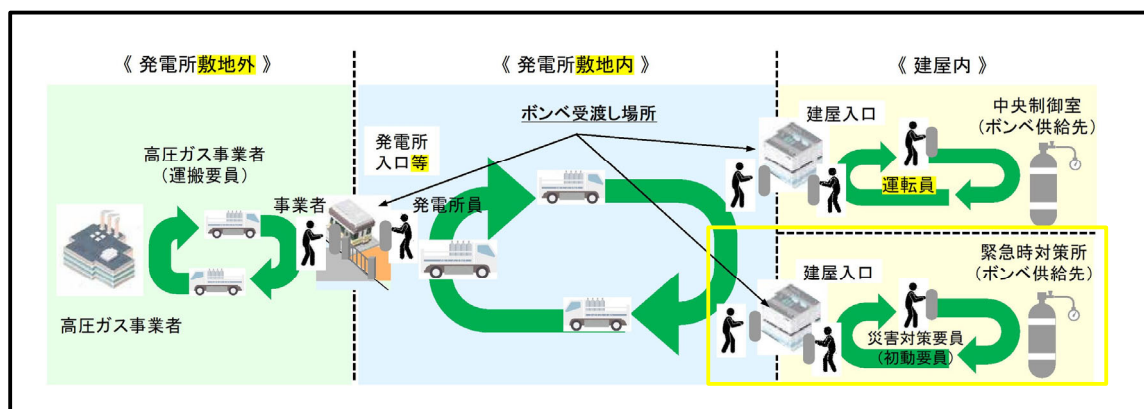 《 発電所敷地外 》
《 発電所敷地内 》
《 建屋内 》
ボンベ受渡し場所
建屋入口
中央制御室
(ボンベ供給先)
発電所
入口等
高圧ガス事業者
(運搬要員)
運転員
事業者
発電所員
緊急時対策所
(ボンベ供給先)
建屋入口
高圧ガス事業者
災害対策要員
(初動要員)